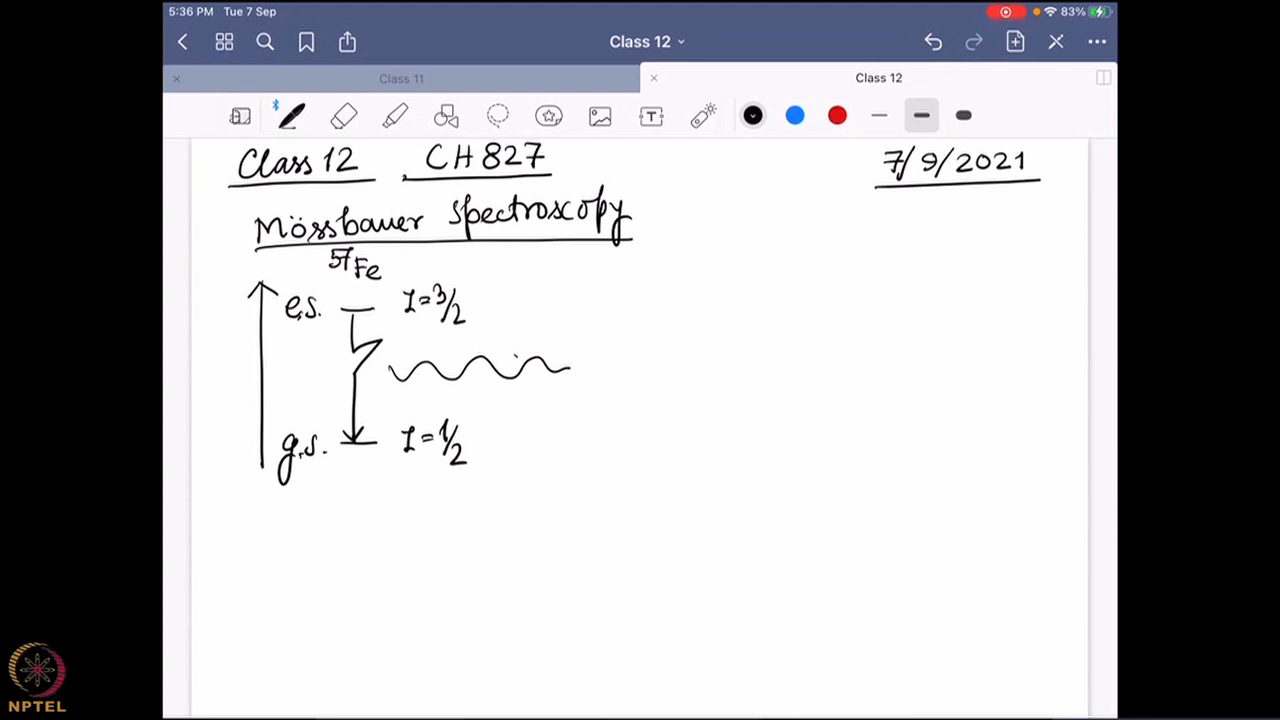 5:36 PM Tue 7 Sep 83%
Class 12
Class 11 Class 12
T
Class 12 CH 827 7/9/2021
Mössbauer Spectroscopy
57Fe
e.s. I=3/2
g.s. I=1/2
NPTEL